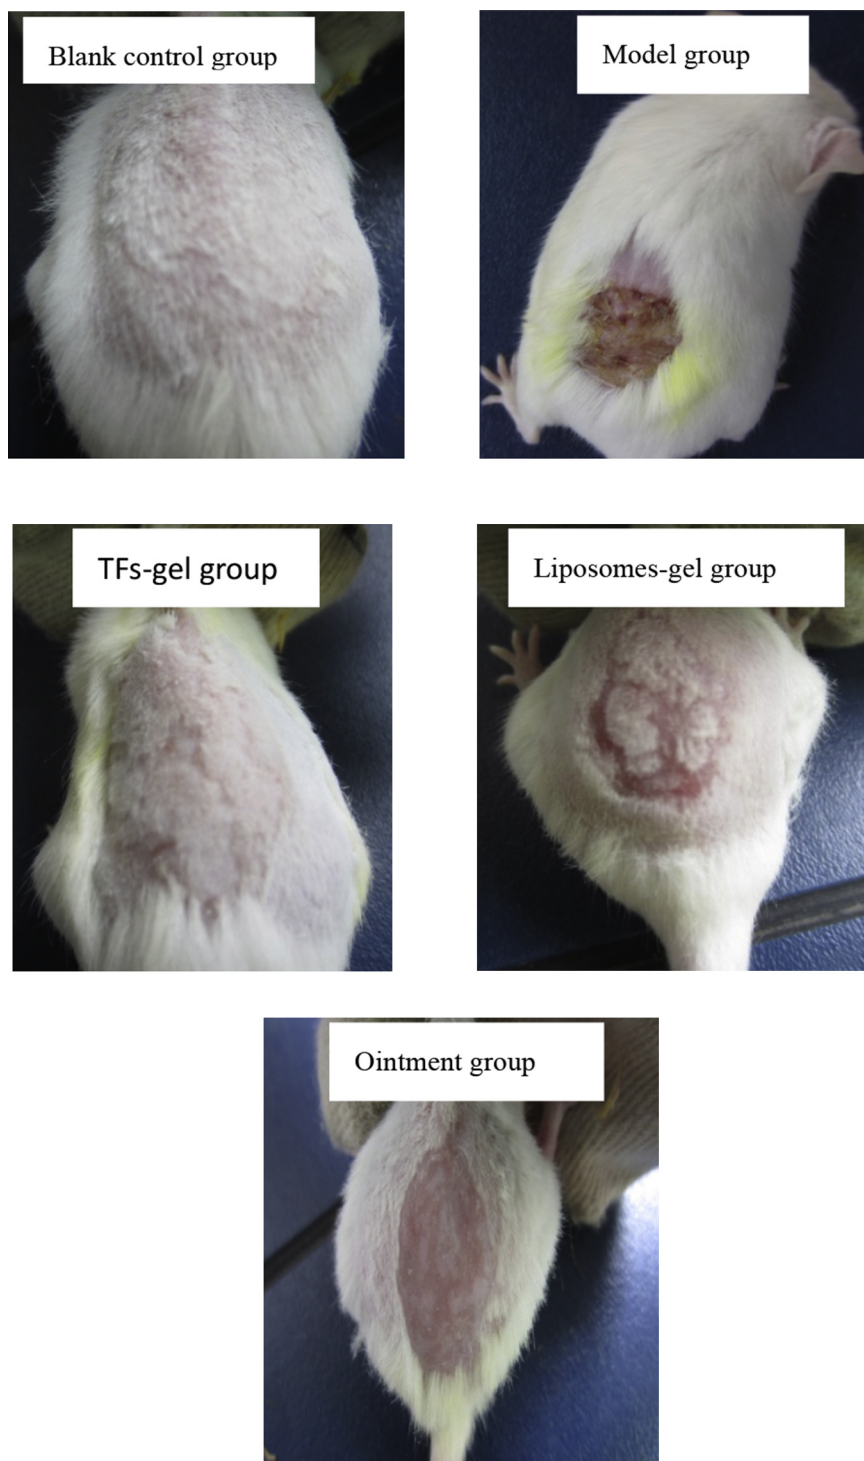 Blank control group
Model group
TFs-gel group
Liposomes-gel group
Ointment group